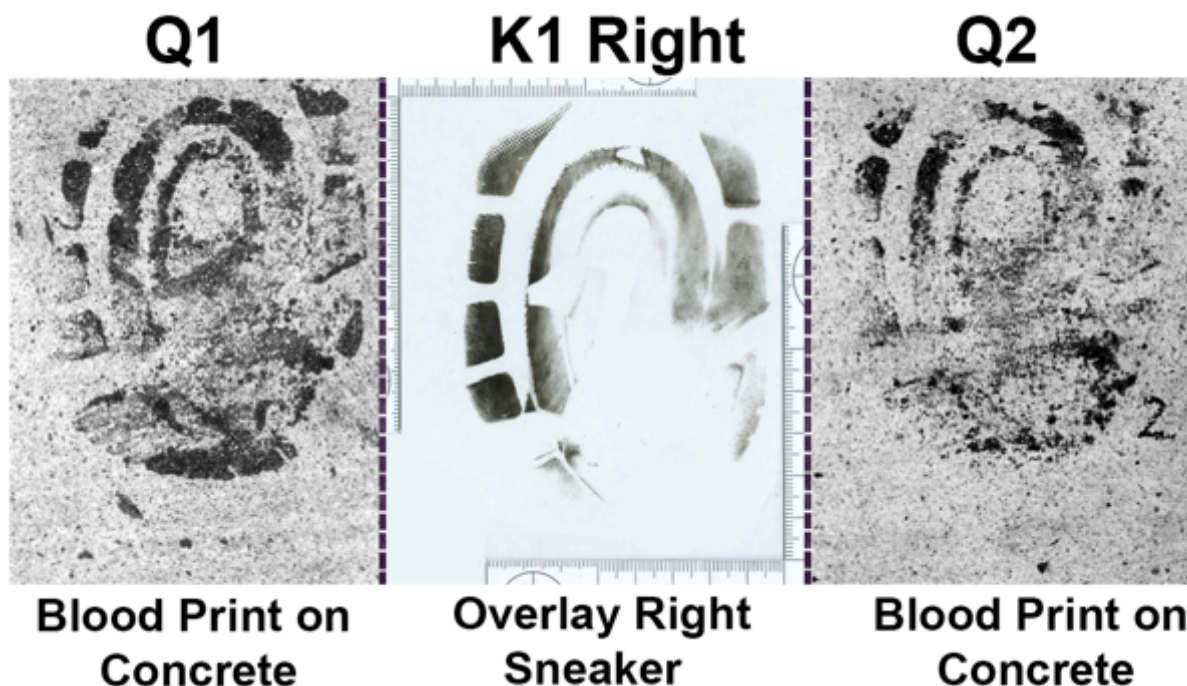 Q1
K1 Right
Q2
2
Blood Print on
Concrete
Overlay Right
Sneaker
Blood Print on
Concrete